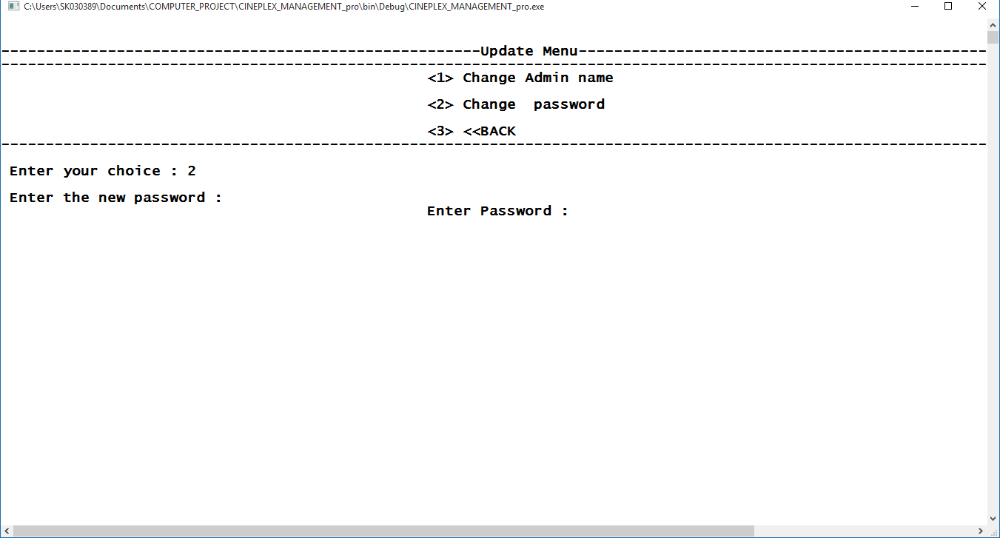 C:\Users\SK030389\Documents\COMPUTER_PROJECT\CINEPLEX_MANAGEMENT_pro\bin\Debug\CINEPLEX_MANAGEMENT_pro.exe
------------------------------------------------------Update Menu----------------------------------------------
---------------------------------------------------------------------------------------------------------------
<1> Change Admin name
<2> Change  password
<3> <<BACK
---------------------------------------------------------------------------------------------------------------
Enter your choice : 2
Enter the new password :
Enter Password :